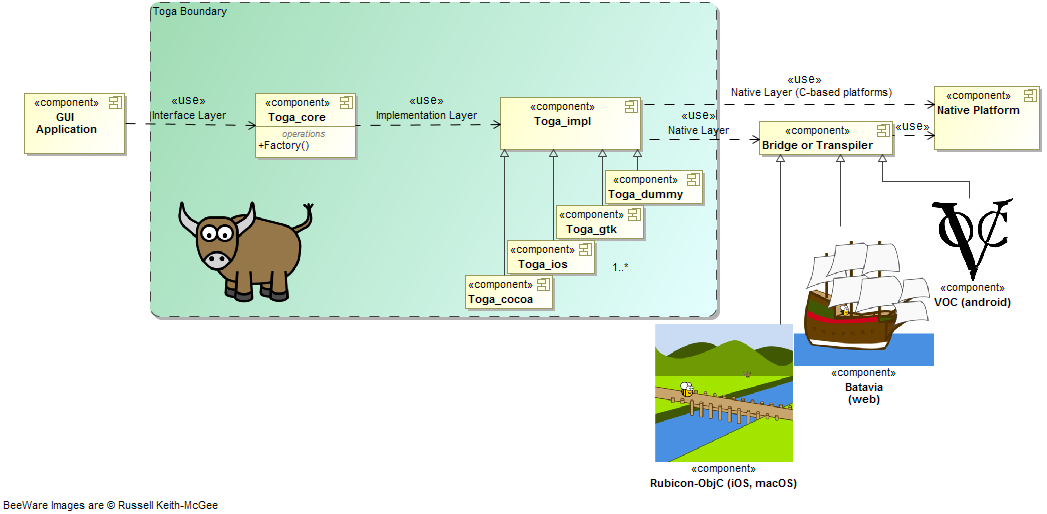 Toga Boundary
«component»
GUI
Application
«use»
Interface Layer
«component»
Toga_core
operations
+Factory()
«use»
Implementation Layer
«component»
Toga_impl
«use»
Native Layer (C-based platforms)
«use»
Native Layer
«component»
Bridge or Transpiler
«use»
«component»
Native Platform
«component»
Toga_dummy
«component»
Toga_gtk
«component»
Toga_ios
1..*
«component»
Toga_cocoa
VOC
«component»
VOC (android)
«component»
Batavia
(web)
«component»
Rubicon-ObjC (iOS, macOS)
BeeWare Images are © Russell Keith-McGee